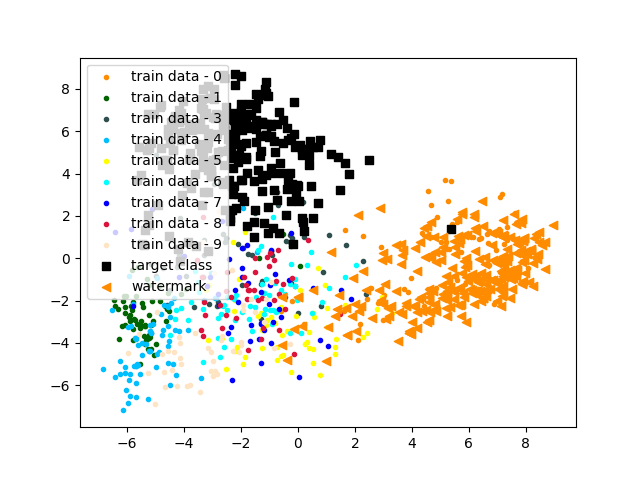 8
6
4
2
0
−2
−4
−6
−6
−4
−2
0
2
4
6
8
train data - 0
train data - 1
train data - 3
train data - 4
train data - 5
train data - 6
train data - 7
train data - 8
train data - 9
target class
watermark